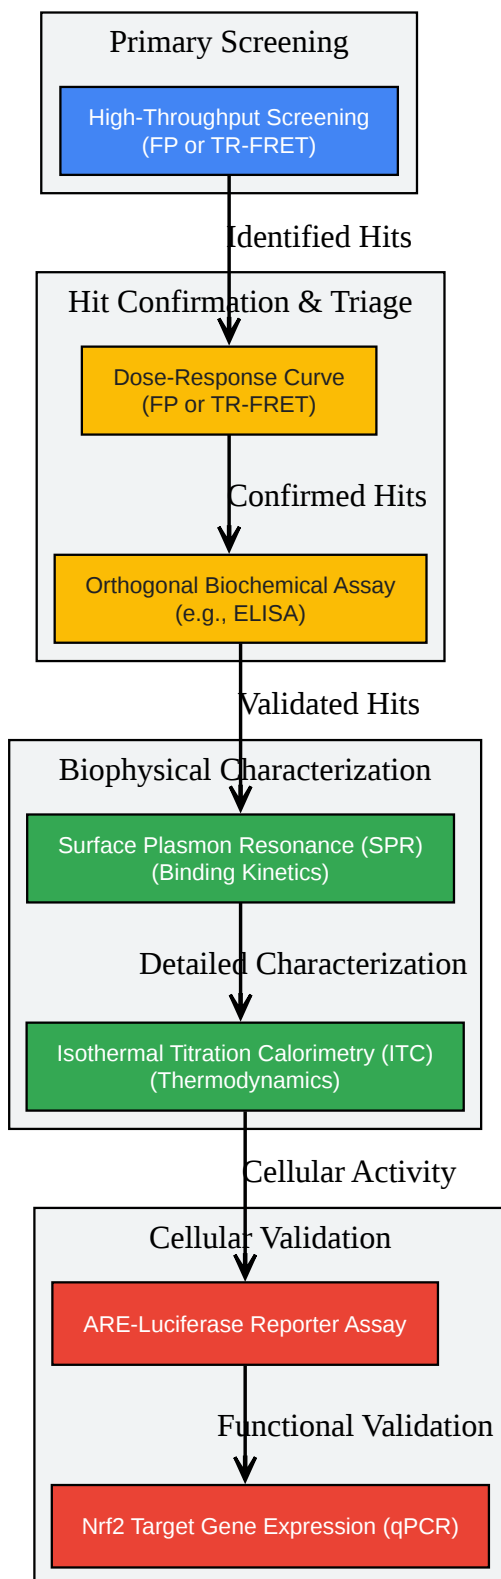 Primary Screening
High-Throughput Screening
(FP or TR-FRET)
Identified Hits
Hit Confirmation & Triage
Dose-Response Curve
(FP or TR-FRET)
Confirmed Hits
Orthogonal Biochemical Assay
(e.g., ELISA)
Validated Hits
Biophysical Characterization
Surface Plasmon Resonance (SPR)
(Binding Kinetics)
Detailed Characterization
Isothermal Titration Calorimetry (ITC)
(Thermodynamics)
Cellular Activity
Cellular Validation
ARE-Luciferase Reporter Assay
Functional Validation
Nrf2 Target Gene Expression (qPCR)